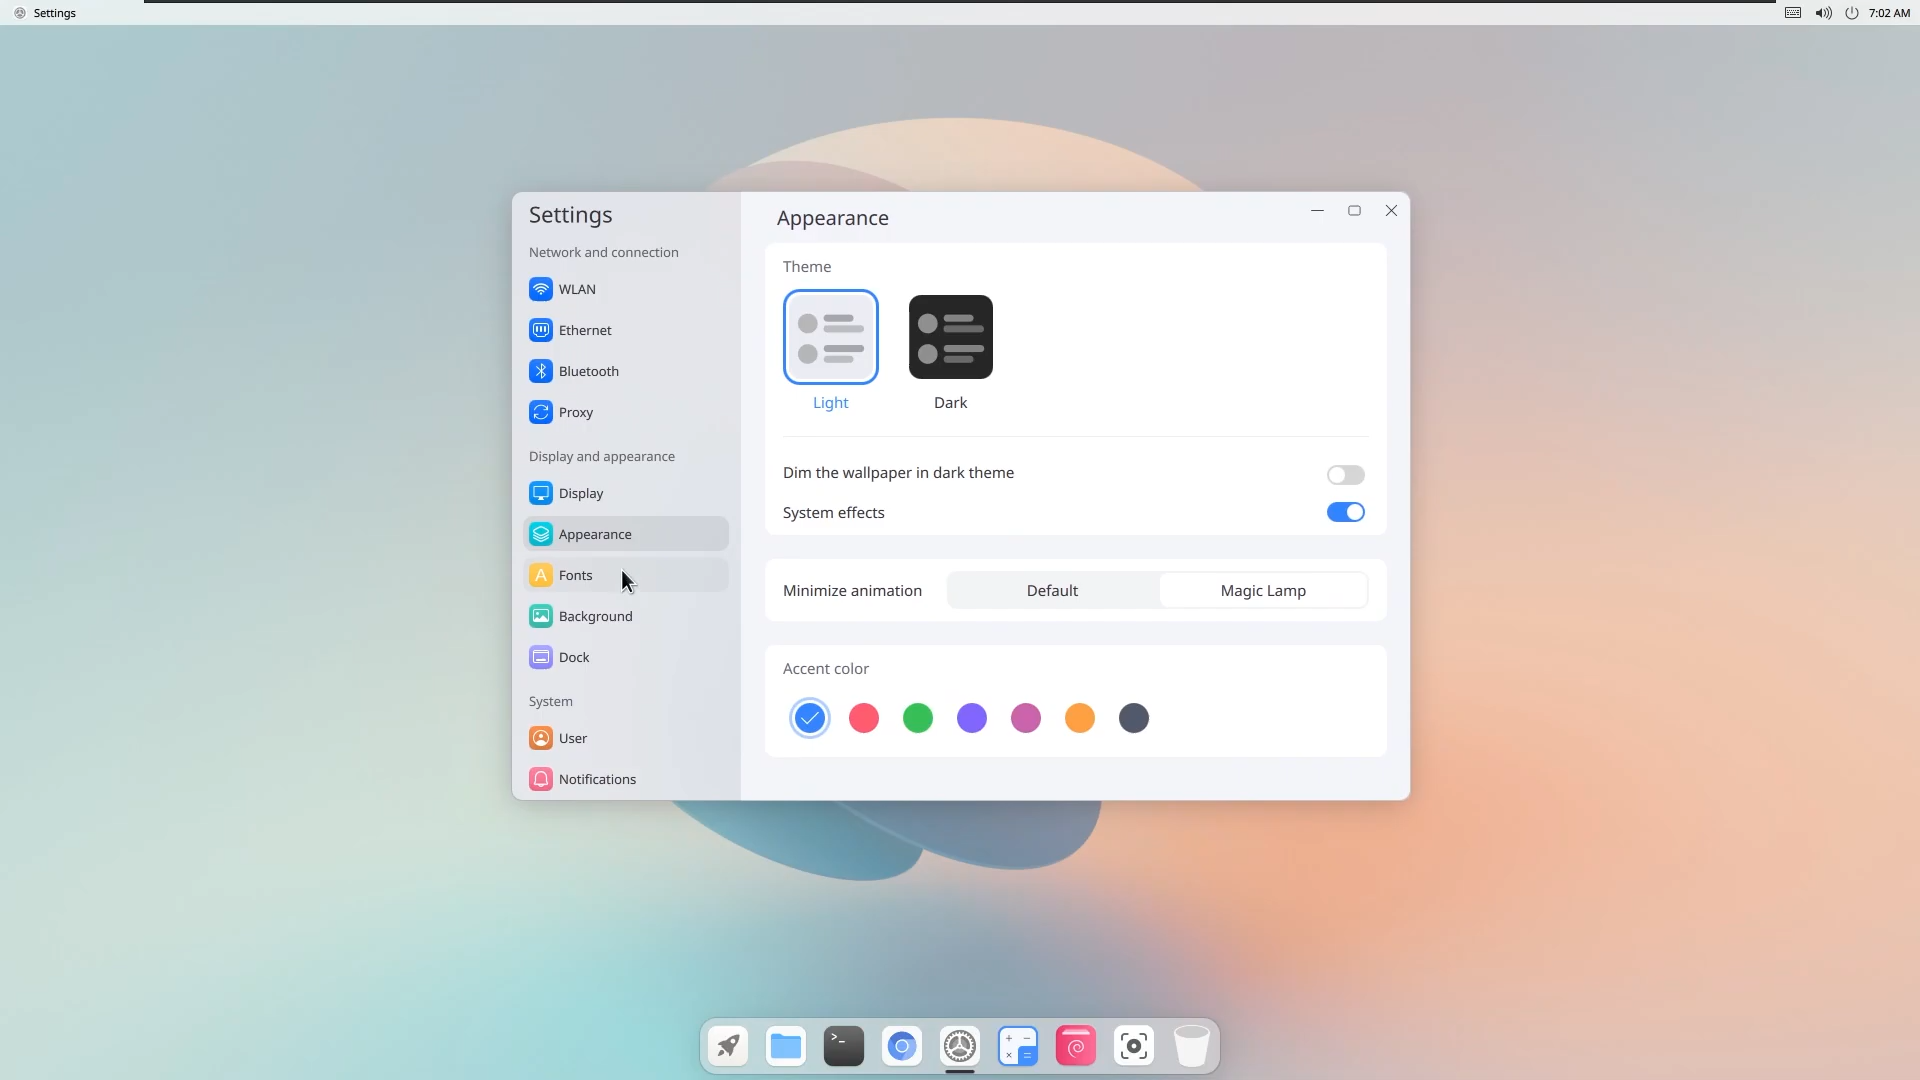 Settings
7:02 AM
Settings
Network and connection
WLAN
Ethernet
Bluetooth
Proxy
Display and appearance
Display
Appearance
Fonts
Background
Dock
System
User
Notifications
Appearance
Theme
Light
Dark
Dim the wallpaper in dark theme
System effects
Minimize animation
Default
Magic Lamp
Accent color